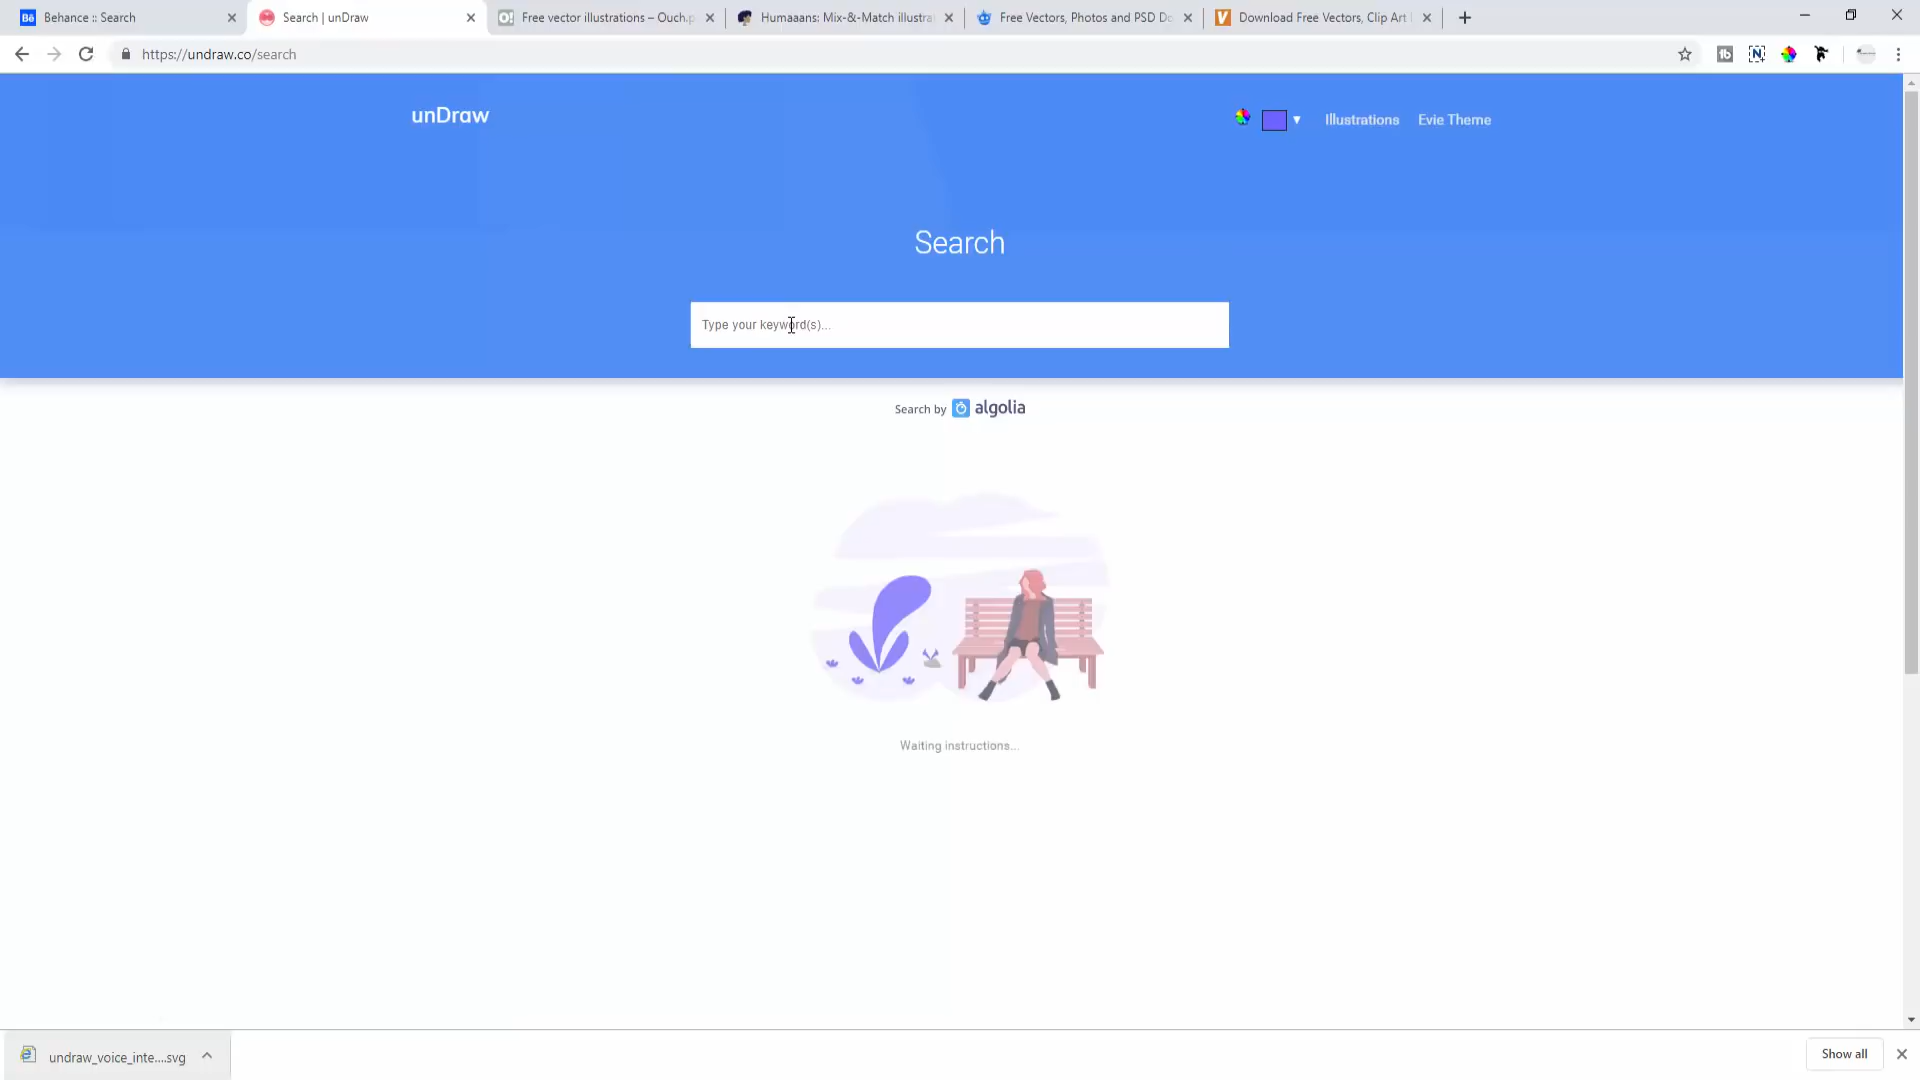 Behance :: Search
Search | unDraw
Free vector illustrations – Ouch.p
Humaaans: Mix-&-Match illustra
Free Vectors, Photos and PSD Do
Download Free Vectors, Clip Art
https://undraw.co/search
unDraw
Illustrations
Evie Theme
Search
Type your keyword(s)...
Search by algolia
Waiting instructions...
undraw_voice_inte....svg
Show all